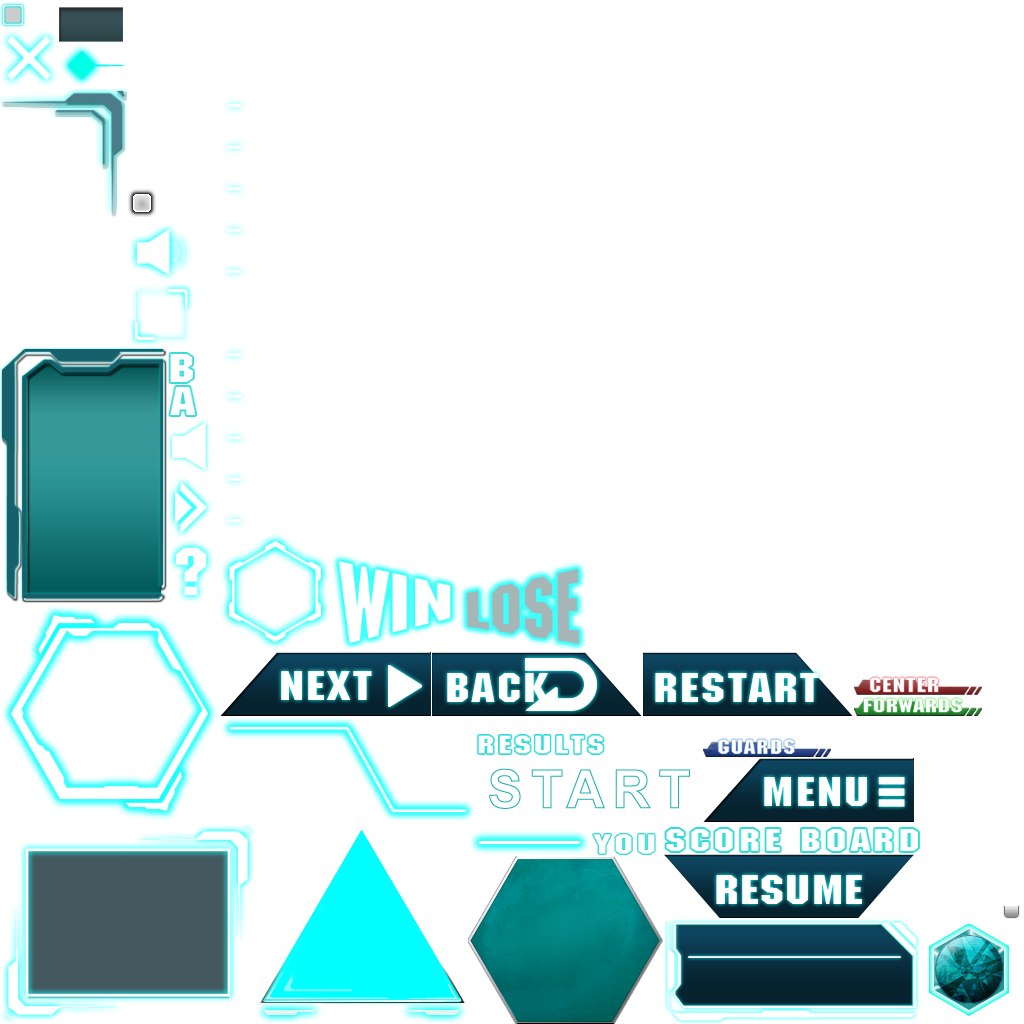 B
A
?
WIN LOSE
NEXT BACK RESTART
CENTER
FORWARDS
RESULTS
GUARDS
START
MENU
YOU SCORE BOARD
RESUME